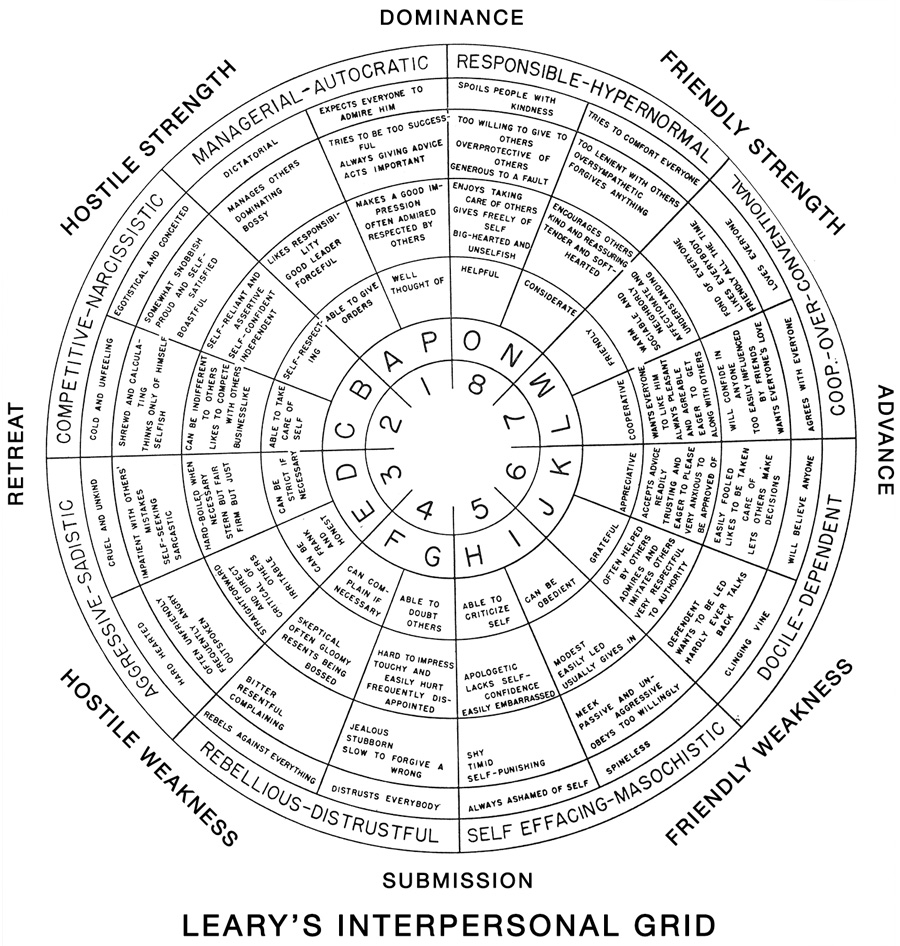 DOMINANCE
HOSTILE STRENGTH
FRIENDLY STRENGTH
RETREAT
ADVANCE
HOSTILE WEAKNESS
FRIENDLY WEAKNESS
SUBMISSION
MANAGERIAL-AUTOCRATIC
EXPECTS EVERYONE TO
ADMIRE HIM
TRIES TO BE TOO SUCCESS-
FUL
ALWAYS GIVING ADVICE
ACTS IMPORTANT
MAKES A GOOD IM-
PRESSION
OFTEN ADMIRED
RESPECTED BY
OTHERS
WELL
THOUGHT OF
DICTATORIAL
MANAGES OTHERS
DOMINATING
BOSSY
LIKES RESPONSIBI-
LITY
GOOD LEADER
FORCEFUL
ABLE TO GIVE
ORDERS
RESPONSIBLE-HYPERNORMAL
SPOILS PEOPLE WITH
KINDNESS
TOO WILLING TO GIVE TO
OTHERS
OVERPROTECTIVE OF
OTHERS
GENEROUS TO A FAULT
ENJOYS TAKING
CARE OF OTHERS
GIVES FREELY OF
SELF
BIG-HEARTED AND
UNSELFISH
HELPFUL
TRIES TO COMFORT EVERYONE
TOO LENIENT WITH OTHERS
OVERSYMPATHETIC
FORGIVES ANYTHING
ENCOURAGES OTHERS
KIND AND REASSURING
TENDER AND SOFT-
HEARTED
CONSIDERATE
COOP.-OVER-CONVENTIONAL
LOVES EVERYONE
FRIENDLY ALL THE TIME
LIKES EVERYBODY
FOND OF EVERYONE
AFFECTIONATE AND
UNDERSTANDING
SOCIABLE AND
NEIGHBORLY
WARM
FRIENDLY
AGREES WITH EVERYONE
WILL CONFIDE IN
ANYONE
TOO EASILY INFLUENCED
BY FRIENDS
WANTS EVERYONE'S LOVE
WANTS EVERYONE
TO LIKE HIM
ALWAYS PLEASANT
AND AGREEABLE
EAGER TO GET
ALONG WITH OTHERS
COOPERATIVE
DOCILE-DEPENDENT
WILL BELIEVE ANYONE
EASILY FOOLED
LIKES TO BE TAKEN
CARE OF
LETS OTHERS MAKE
DECISIONS
ACCEPTS ADVICE
READILY
TRUSTING AND
EAGER TO PLEASE
VERY ANXIOUS TO
BE APPROVED OF
APPRECIATIVE
CLINGING VINE
DEPENDENT
WANTS TO BE LED
HARDLY EVER TALKS
BACK
OFTEN HELPED
BY OTHERS
ADMIRES AND
IMITATES OTHERS
VERY RESPECTFUL
TO AUTHORITY
GRATEFUL
SELF EFFACING-MASOCHISTIC
SPINELESS
MEEK
PASSIVE AND UN-
AGGRESSIVE
OBEYS TOO WILLINGLY
MODEST
EASILY LED
USUALLY GIVES IN
CAN BE
OBEDIENT
ALWAYS ASHAMED OF SELF
SHY
TIMID
SELF-PUNISHING
APOLOGETIC
LACKS SELF-
CONFIDENCE
EASILY EMBARRASSED
ABLE TO
CRITICIZE
SELF
REBELLIOUS-DISTRUSTFUL
DISTRUSTS EVERYBODY
JEALOUS
STUBBORN
SLOW TO FORGIVE A
WRONG
HARD TO IMPRESS
TOUCHY AND
EASILY HURT
FREQUENTLY DIS-
APPOINTED
ABLE TO
DOUBT
OTHERS
REBELS AGAINST EVERYTHING
BITTER
RESENTFUL
COMPLAINING
SKEPTICAL
OFTEN GLOOMY
RESENTS BEING
BOSSED
CAN COM-
PLAIN IF
NECESSARY
AGGRESSIVE-SADISTIC
HARD HEARTED
OFTEN UNFRIENDLY
FREQUENTLY ANGRY
OUTSPOKEN
IRRITABLE
CRITICAL OF
OTHERS
STRAIGHTFORWARD
AND DIRECT
CAN BE
FRANK
AND
HONEST
CRUEL AND UNKIND
IMPATIENT WITH OTHERS'
MISTAKES
SELF-SEEKING
SARCASTIC
HARD-BOILED WHEN
NECESSARY
STERN BUT FAIR
FIRM BUT JUST
CAN BE
STRICT IF
NECESSARY
COMPETITIVE-NARCISSISTIC
COLD AND UNFEELING
SHREWD AND CALCULA-
TING
THINKS ONLY OF HIMSELF
SELFISH
CAN BE INDIFFERENT
TO OTHERS
LIKES TO COMPETE
WITH OTHERS
BUSINESSLIKE
ABLE TO TAKE
CARE OF
SELF
EGOTISTICAL AND CONCEITED
SOMEWHAT SNOBBISH
PROUD AND SELF-
SATISFIED
BOASTFUL
SELF-RELIANT AND
ASSERTIVE
SELF-CONFIDENT
INDEPENDENT
SELF-RESPECT-
ING
A P O N M L K J I H G F E D C B
1 8 7 6 5 4 3 2
LEARY'S INTERPERSONAL GRID